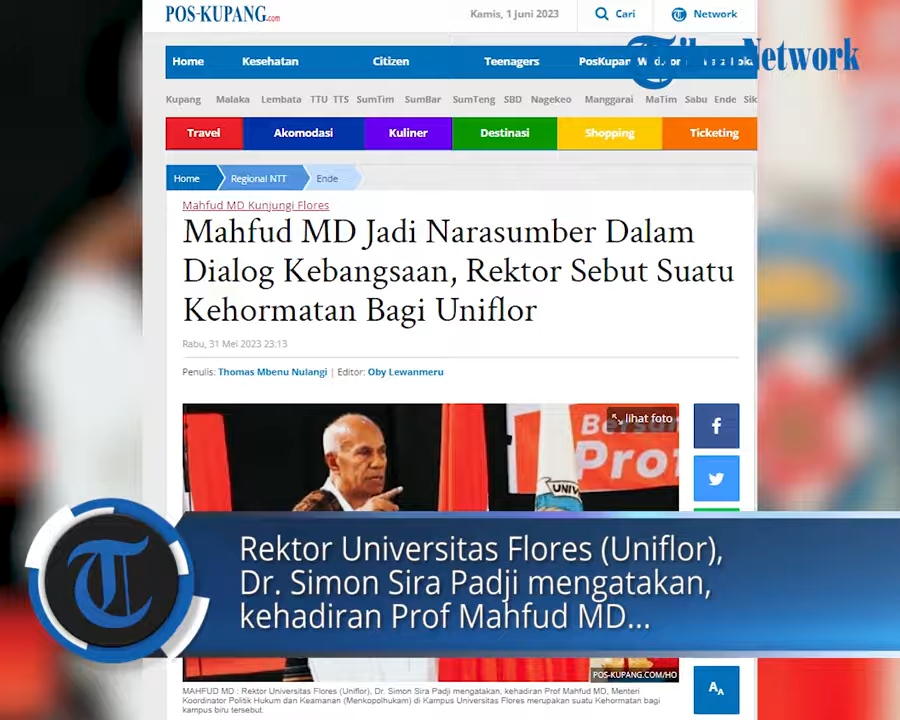 POS-KUPANG.com
Kamis, 1 Juni 2023
Cari
Network
Tribun Network
Home Kesehatan Citizen Teenagers
Kupang Malaka Lembata TTU TTS SumTim SumBar SumTeng SBD Nagekeo Manggarai MaTim Sabu Ende Sik
Travel Akomodasi Kuliner Destinasi Shopping Ticketing
Home Regional NTT Ende
Mahfud MD Kunjungi Flores
Mahfud MD Jadi Narasumber Dalam
Dialog Kebangsaan, Rektor Sebut Suatu
Kehormatan Bagi Uniflor
Rabu, 31 Mei 2023 23:13
Penulis: Thomas Mbenu Nulangi | Editor: Oby Lewanmeru
lihat foto
Prof
UNIV
Rektor Universitas Flores (Uniflor),
Dr. Simon Sira Padji mengatakan,
kehadiran Prof Mahfud MD...
POS-KUPANG.COM/HO
MAHFUD MD : Rektor Universitas Flores (Uniflor), Dr. Simon Sira Padji mengatakan, kehadiran Prof Mahfud MD, Menteri
Koordinator Politik Hukum dan Keamanan (Menkopolhukam) di Kampus Universitas Flores merupakan suatu Kehormatan bagi
kampus biru tersebut.
AA